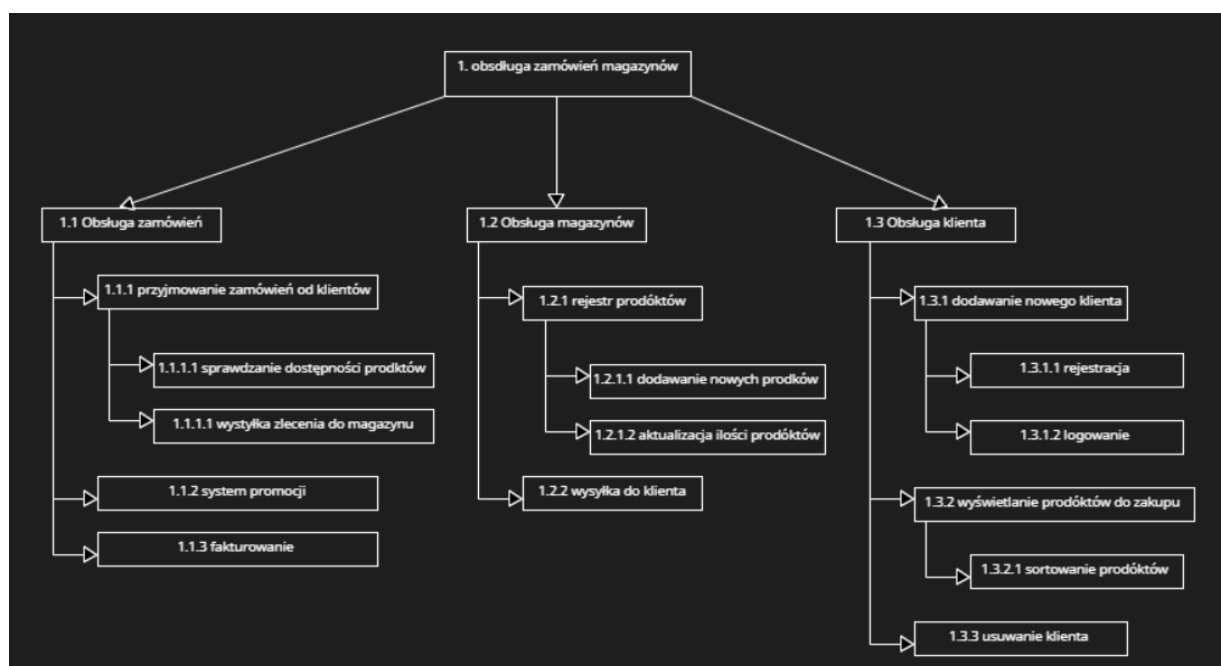 1. obsdługa zamówień magazynów
1.1 Obsługa zamówień
1.1.1 przyjmowanie zamówień od klientów
1.1.1.1 sprawdzanie dostępności prodktów
1.1.1.1 wystyłka zlecenia do magazynu
1.1.2 system promocji
1.1.3 fakturowanie
1.2 Obsługa magazynów
1.2.1 rejestr prodóktów
1.2.1.1 dodawanie nowych prodków
1.2.1.2 aktualizacja ilości prodóktów
1.2.2 wysyłka do klienta
1.3 Obsługa klienta
1.3.1 dodawanie nowego klienta
1.3.1.1 rejestracja
1.3.1.2 logowanie
1.3.2 wyświetlanie prodóktów do zakupu
1.3.2.1 sortowanie prodóktów
1.3.3 usuwanie klienta